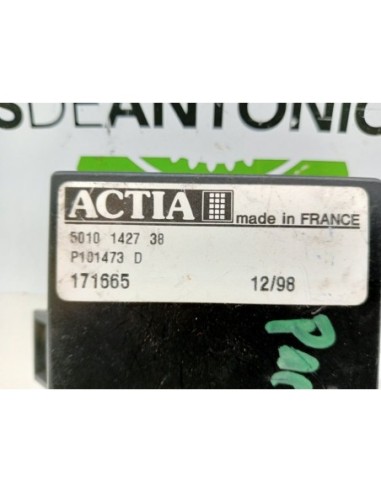 SDEANTONIO
ACTIA made in FRANCE
5010 1427 38
P101473 D
171665 12/98